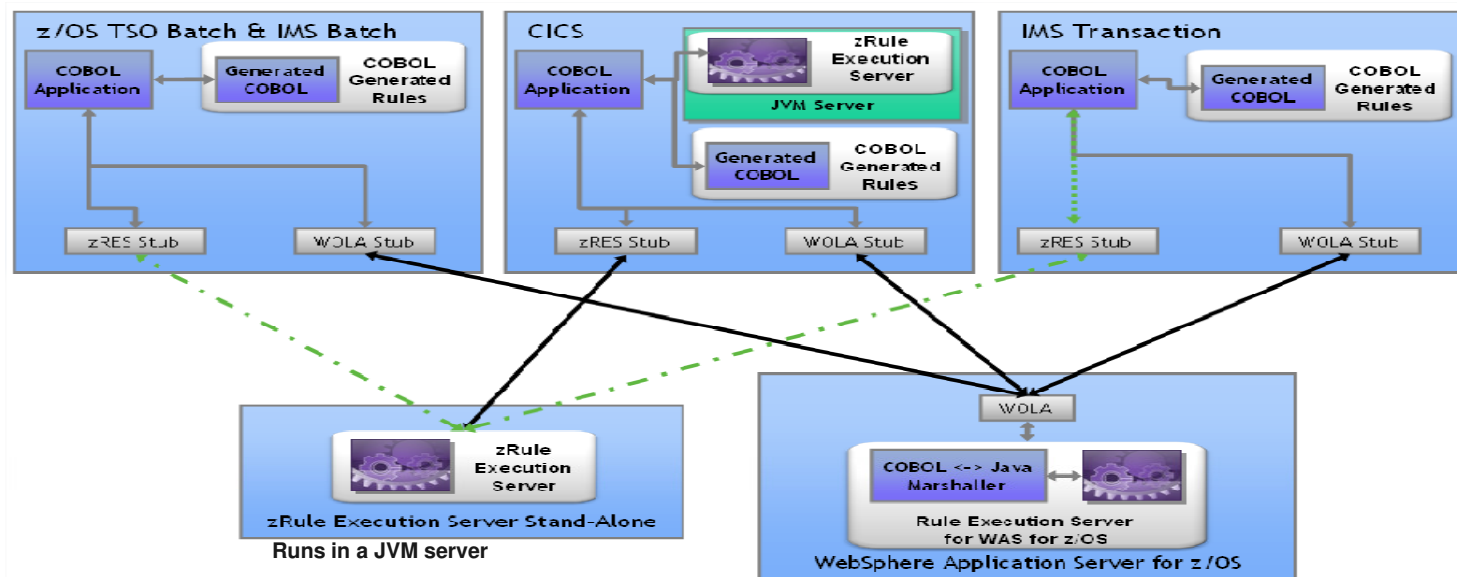 z/OS TSO Batch & IMS Batch
COBOL
Application
Generated
COBOL
COBOL
Generated
Rules
zRES Stub
WOLA Stub
CICS
COBOL
Application
zRule
Execution
Server
JVM Server
Generated
COBOL
COBOL
Generated
Rules
zRES Stub
WOLA Stub
IMS Transaction
COBOL
Application
Generated
COBOL
COBOL
Generated
Rules
zRES Stub
WOLA Stub
zRule
Execution
Server
zRule Execution Server Stand-Alone
Runs in a JVM server
WOLA
COBOL <-> Java
Marshaller
Rule Execution Server
for WAS for z/OS
WebSphere Application Server for z/OS